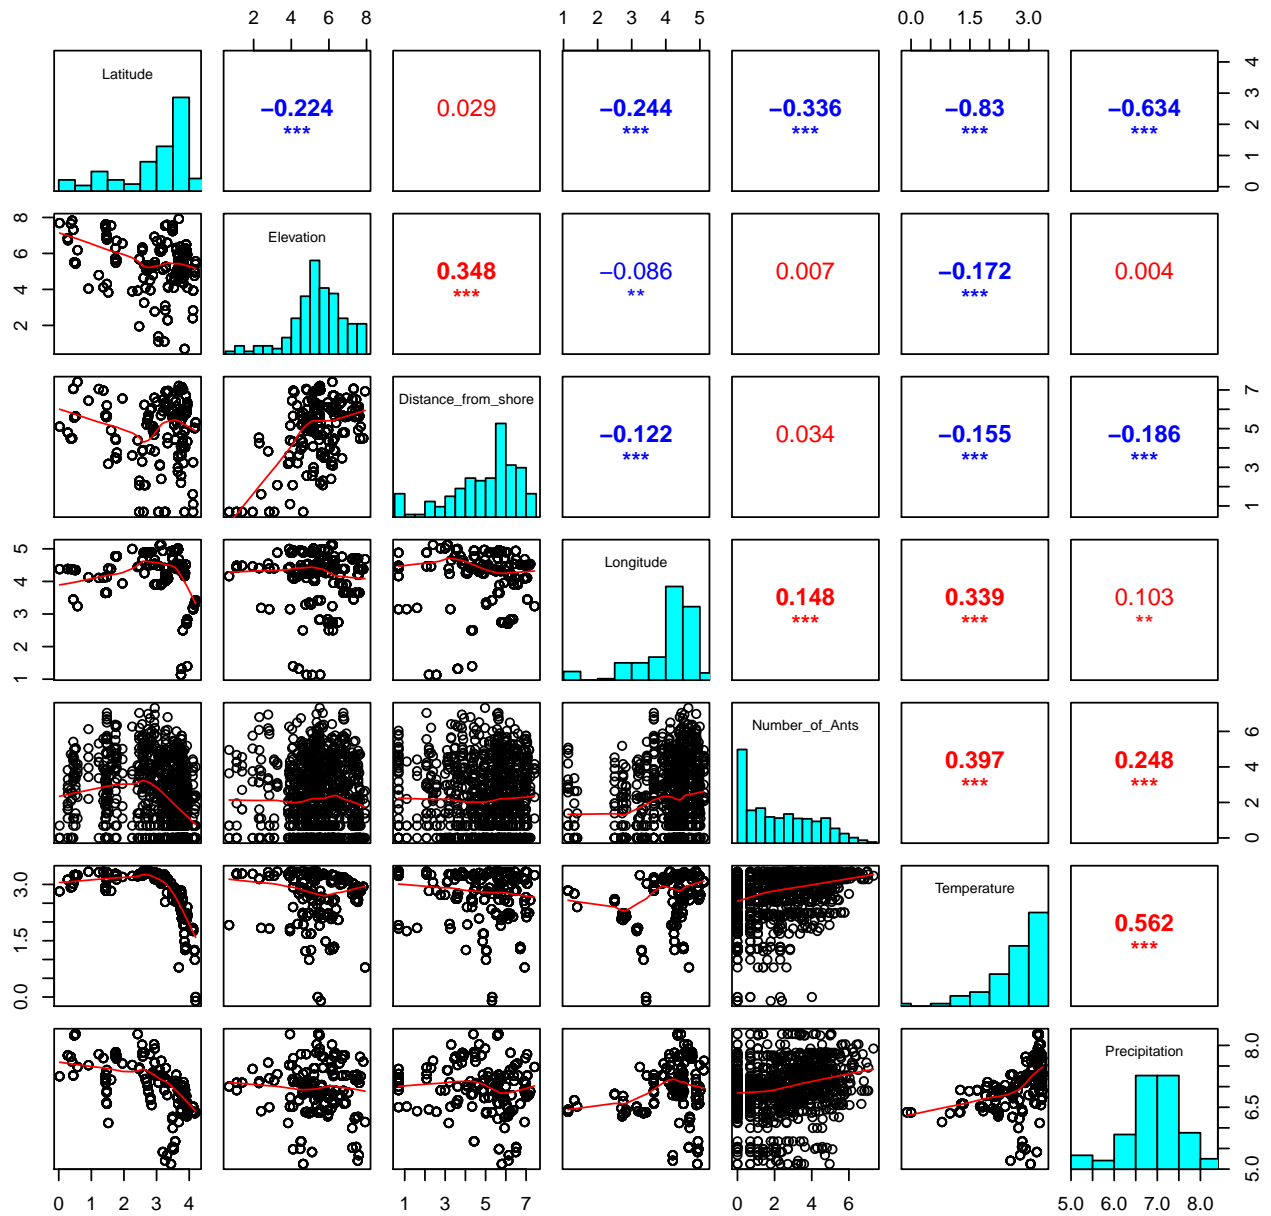 2 4 6 8 1 2 3 4 5 0.0 1.5 3.0
Latitude
−0.224
***
0.029
−0.244
***
−0.336
***
−0.83
***
−0.634
***
0 1 2 3 4
2 4 6 8
Elevation
0.348
***
−0.086
**
0.007
−0.172
***
0.004
Distance_from_shore
−0.122
***
0.034
−0.155
***
−0.186
***
1 3 5 7
1 2 3 4 5
Longitude
0.148
***
0.339
***
0.103
**
Number_of_Ants
0.397
***
0.248
***
0 2 4 6
0.0 1.5 3.0
Temperature
0.562
***
Precipitation
5.0 6.5 8.0
0 1 2 3 4 1 3 5 7 0 2 4 6 5.0 6.0 7.0 8.0